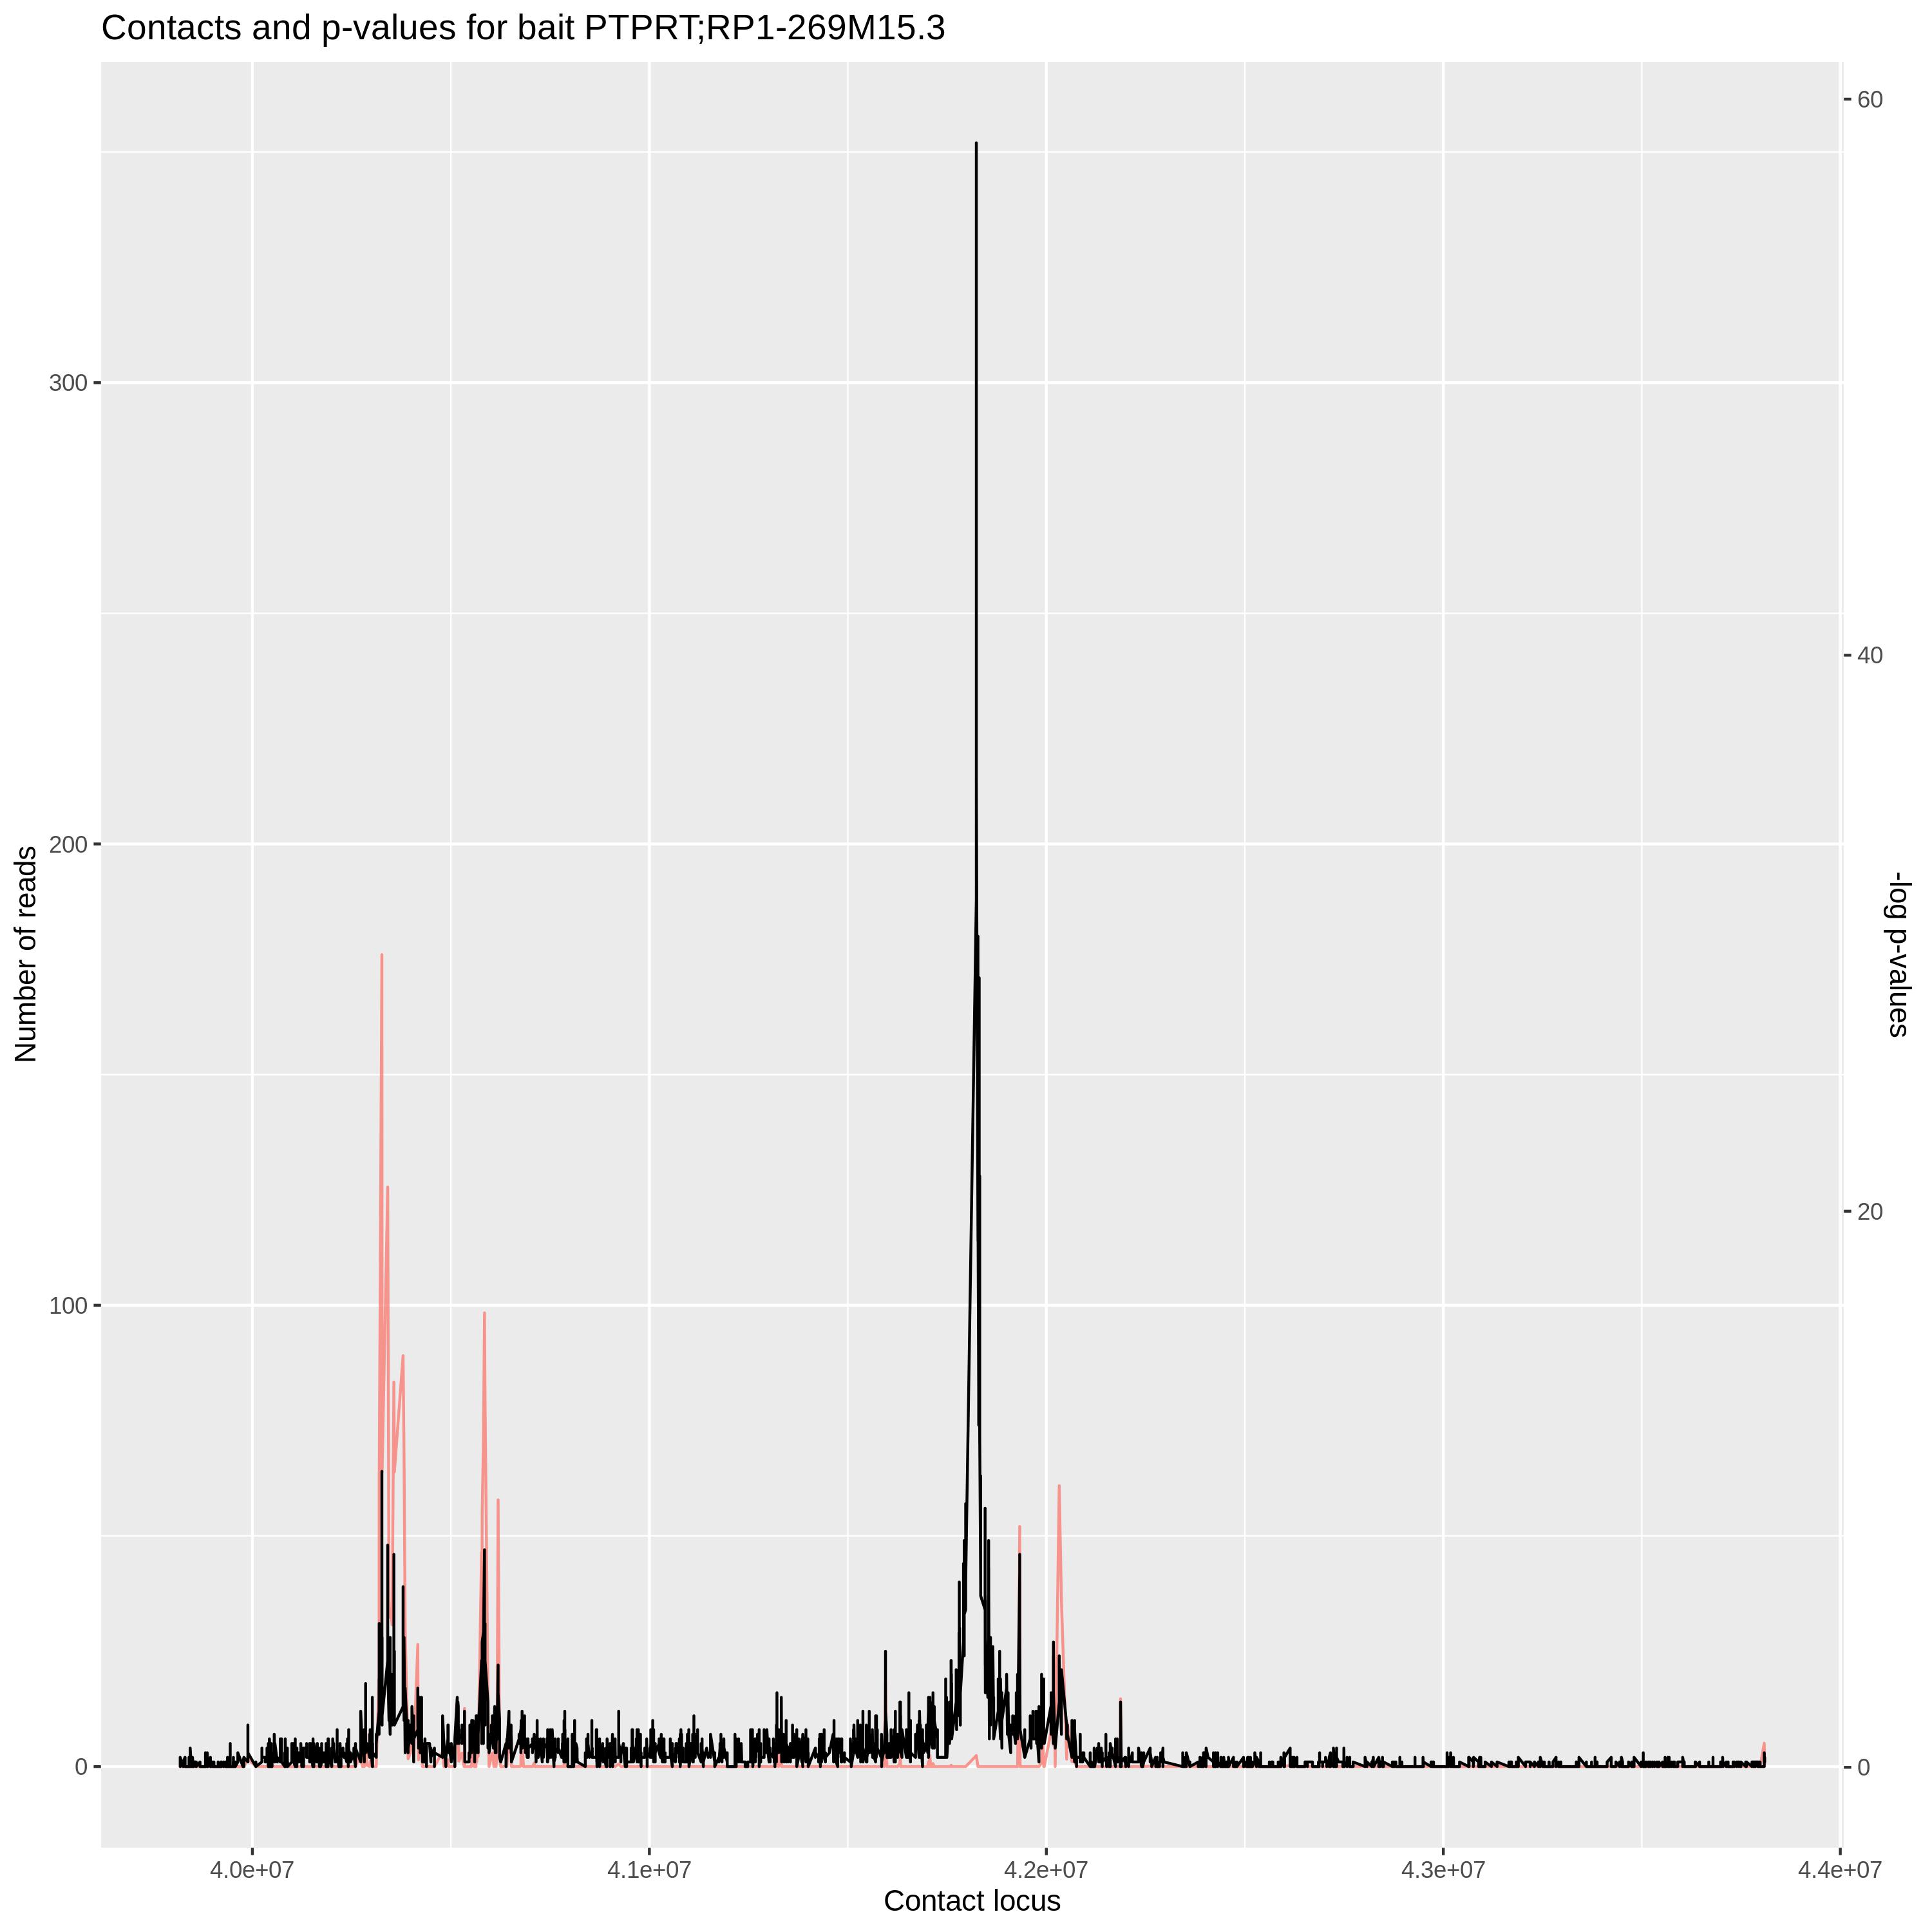 Contacts and p-values for bait PTPRT;RP1-269M15.3
60
300
40
200
Number of reads
-log p-values
20
100
0
0
4.0e+07
4.1e+07
4.2e+07
4.3e+07
4.4e+07
Contact locus